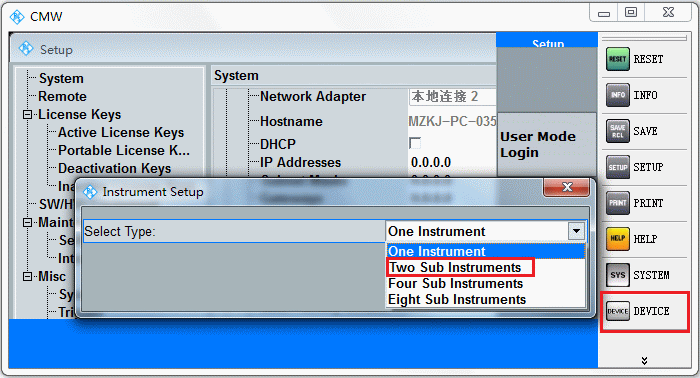 CMW
Setup
Setup
System
Remote
License Keys
Active License Keys
Portable License K...
Deactivation Keys
Ina
SW/H
Maint
Se
Int
Misc
Sy
Tri
System
Network Adapter
本地连接 2
Hostname
MZKJ-PC-035
DHCP
IP Addresses
0.0.0.0
User Mode
Login
Instrument Setup
Select Type:
One Instrument
One Instrument
Two Sub Instruments
Four Sub Instruments
Eight Sub Instruments
RESET RESET
INFO INFO
SAVE RCL SAVE
SETUP SETUP
PRINT PRINT
HELP HELP
SYS SYSTEM
DEVICE DEVICE